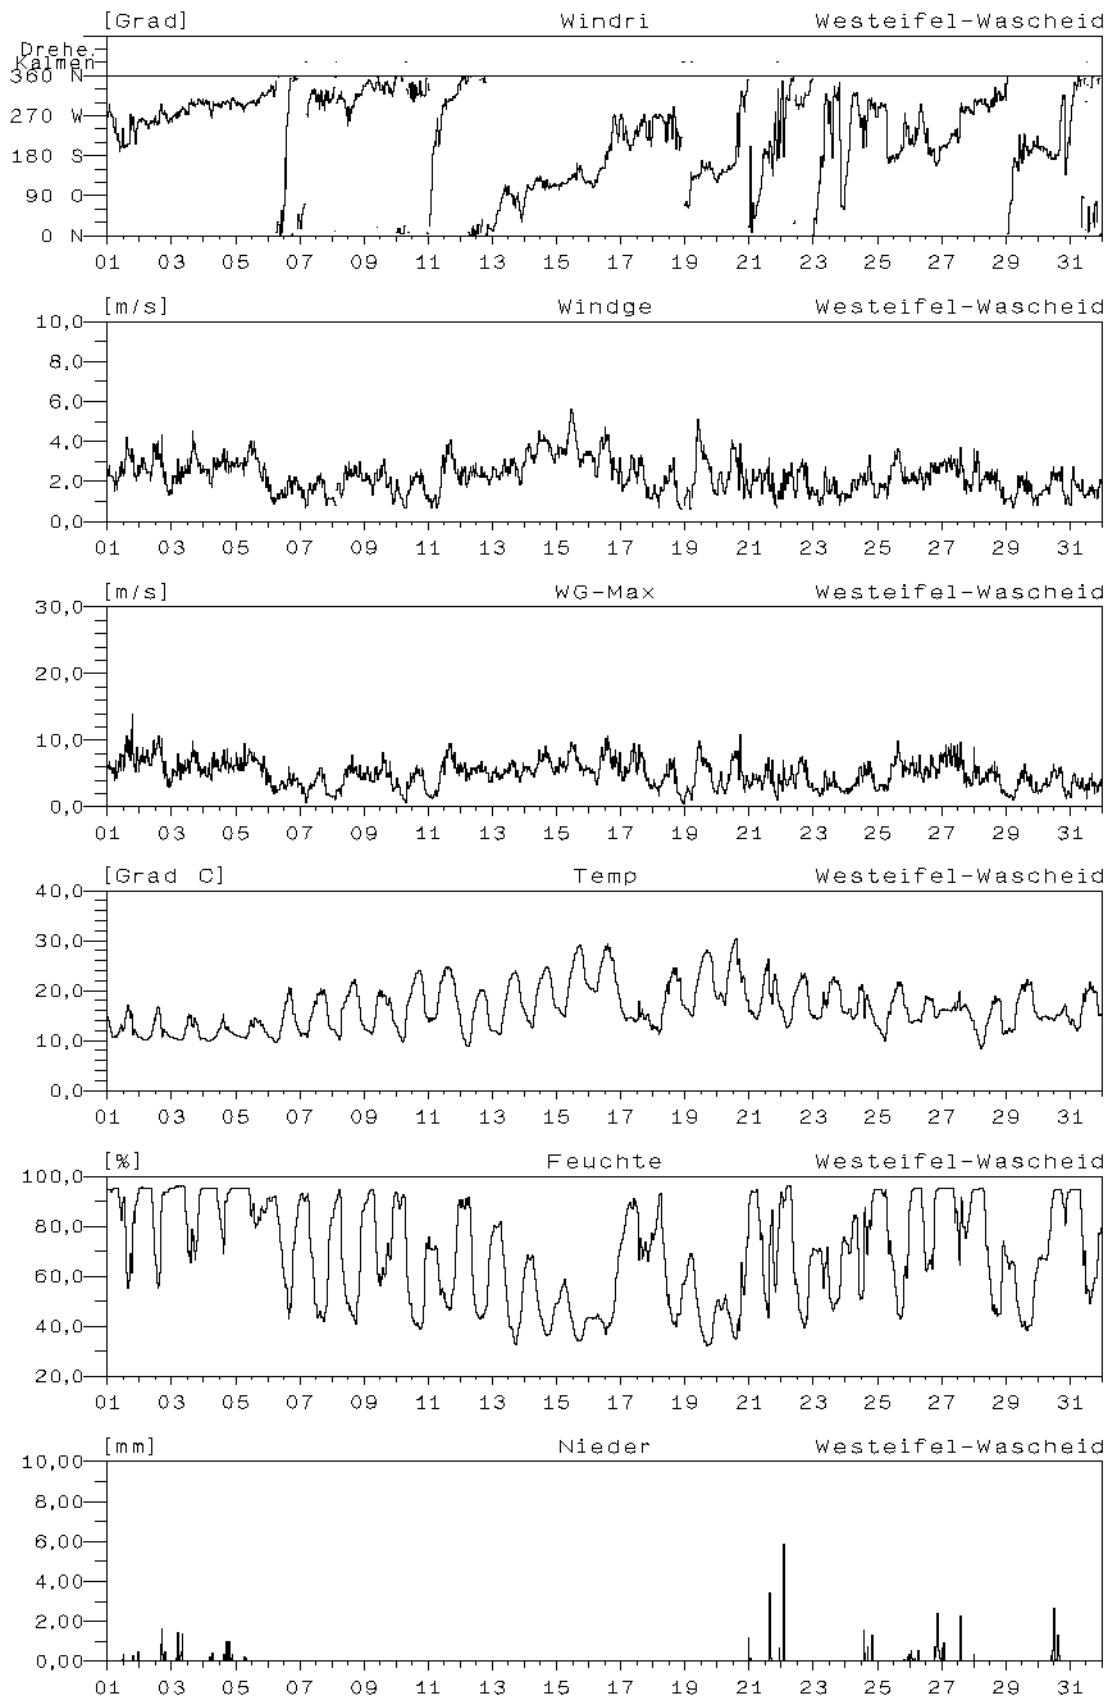 [Grad] Windri Westeifel-Wascheid
Drehe.
Kalmen
360 N
270 W
180 S
90 O
0 N
01 03 05 07 09 11 13 15 17 19 21 23 25 27 29 31
[m/s] Windge Westeifel-Wascheid
10,0
8,0
6,0
4,0
2,0
0,0
01 03 05 07 09 11 13 15 17 19 21 23 25 27 29 31
[m/s] WG-Max Westeifel-Wascheid
30,0
20,0
10,0
0,0
01 03 05 07 09 11 13 15 17 19 21 23 25 27 29 31
[Grad C] Temp Westeifel-Wascheid
40,0
30,0
20,0
10,0
0,0
01 03 05 07 09 11 13 15 17 19 21 23 25 27 29 31
[%] Feuchte Westeifel-Wascheid
100,0
80,0
60,0
40,0
20,0
01 03 05 07 09 11 13 15 17 19 21 23 25 27 29 31
[mm] Nieder Westeifel-Wascheid
10,00
8,00
6,00
4,00
2,00
0,00
01 03 05 07 09 11 13 15 17 19 21 23 25 27 29 31